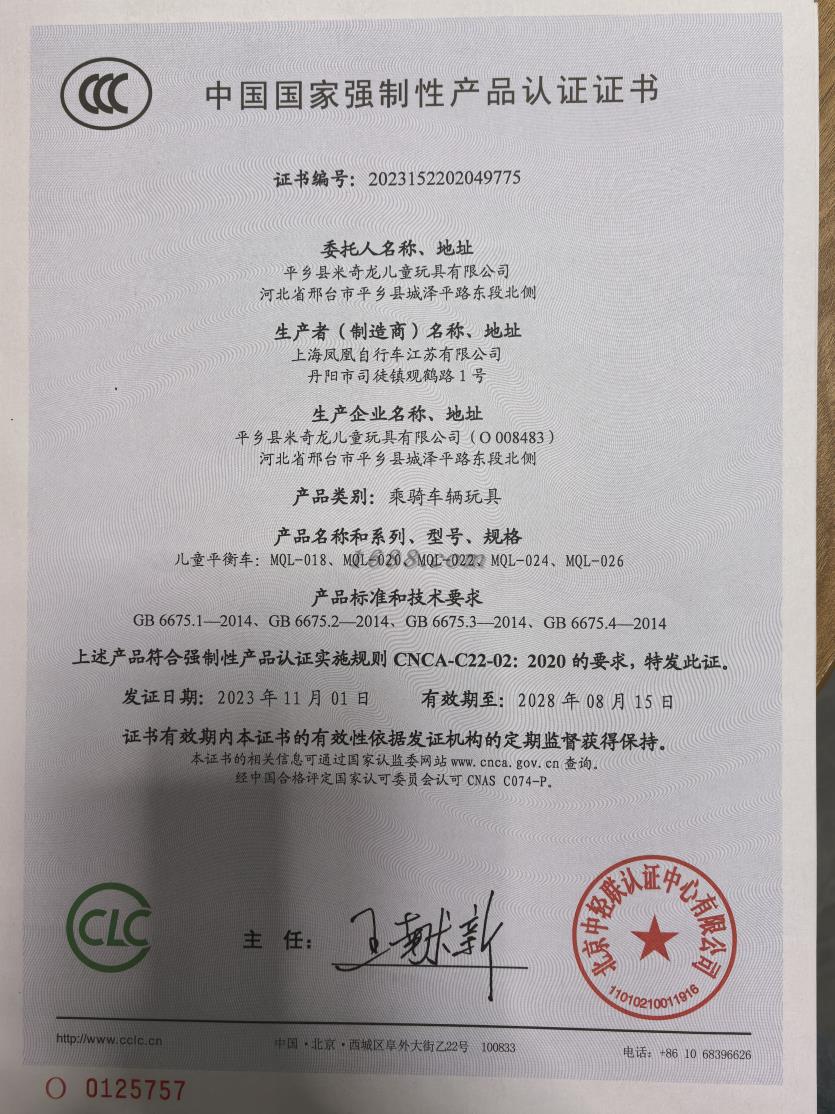 CCC
中国国家强制性产品认证证书
证书编号：2023152202049775
委托人名称、地址
平乡县米奇龙儿童玩具有限公司
河北省邢台市平乡县城泽平路东段北侧
生产者（制造商）名称、地址
上海凤凰自行车江苏有限公司
丹阳市司徒镇观鹤路1号
生产企业名称、地址
平乡县米奇龙儿童玩具有限公司（O 008483）
河北省邢台市平乡县城泽平路东段北侧
产品类别：乘骑车辆玩具
产品名称和系列、型号、规格
儿童平衡车：MQL-018、MQL-020、MQL-022、MQL-024、MQL-026
1688.com
产品标准和技术要求
GB 6675.1—2014、GB 6675.2—2014、GB 6675.3—2014、GB 6675.4—2014
上述产品符合强制性产品认证实施规则 CNCA-C22-02：2020 的要求，特发此证。
发证日期：2023 年 11 月 01 日 有效期至：2028 年 08 月 15 日
证书有效期内本证书的有效性依据发证机构的定期监督获得保持。
本证书的相关信息可通过国家认监委网站 www.cnca.gov.cn 查询。
经中国合格评定国家认可委员会认可 CNAS C074-P。
CLC
主 任：
北京中轻联认证中心有限公司
11010210011916
http://www.cclc.cn
中国·北京·西城区阜外大街乙22号 100833
电话：+86 10 68396626
O 0125757